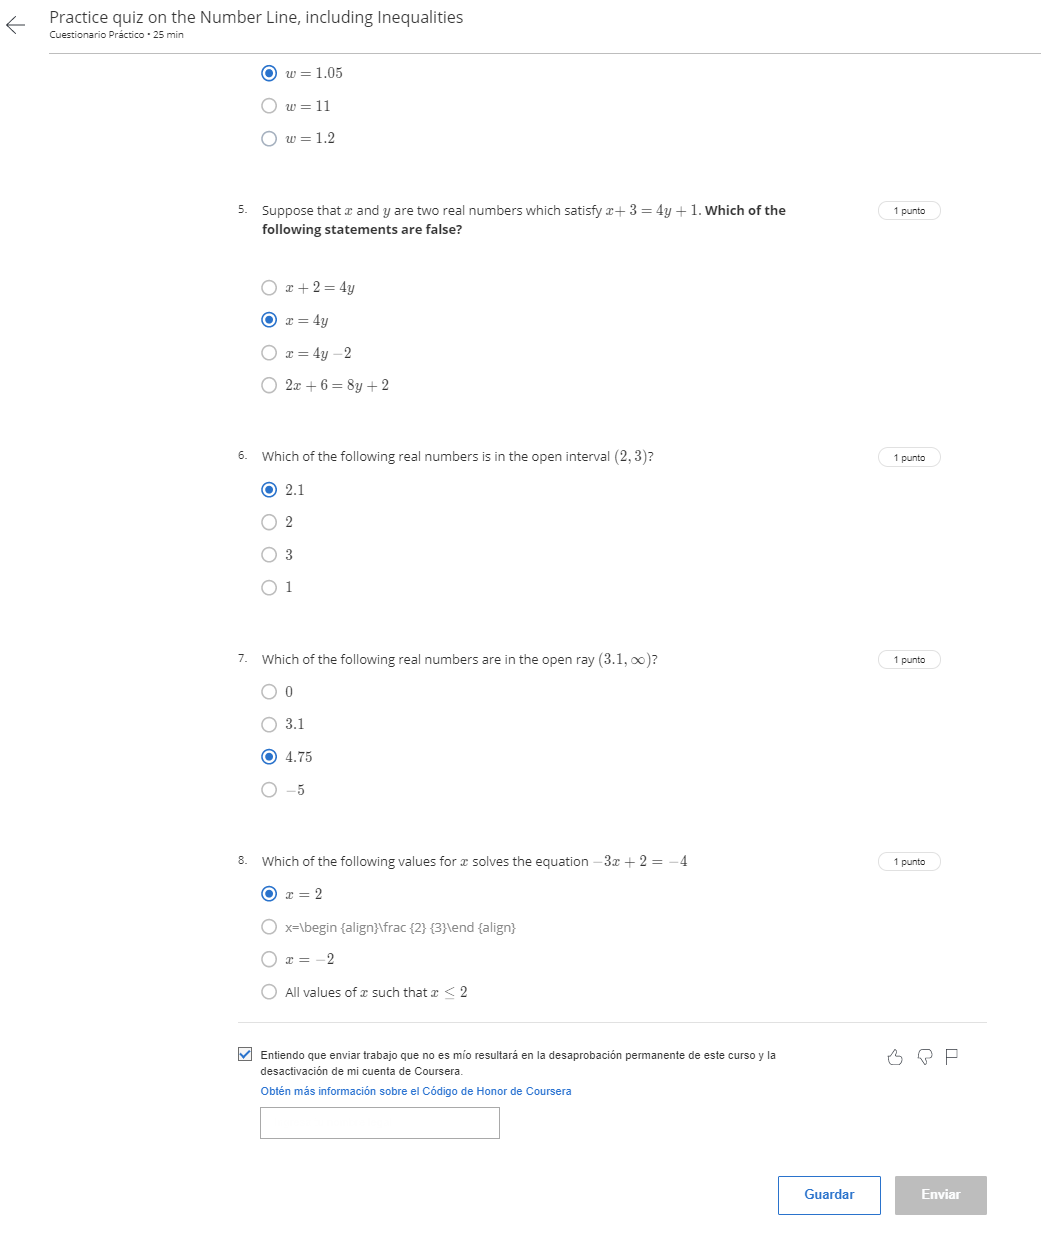 Practice quiz on the Number Line, including Inequalities
Cuestionario Práctico • 25 min
w = 1.05
w = 11
w = 1.2
5. Suppose that x and y are two real numbers which satisfy x+ 3 = 4y + 1. Which of the 1 punto
following statements are false?
x + 2 = 4y
x = 4y
x = 4y −2
2x + 6 = 8y + 2
6. Which of the following real numbers is in the open interval (2, 3)? 1 punto
2.1
2
3
1
7. Which of the following real numbers are in the open ray (3.1, ∞)? 1 punto
0
3.1
4.75
−5
8. Which of the following values for x solves the equation −3x + 2 = −4 1 punto
x = 2
x=\begin {align}\frac {2} {3}\end {align}
x = −2
All values of x such that x ≤ 2
Entiendo que enviar trabajo que no es mío resultará en la desaprobación permanente de este curso y la
desactivación de mi cuenta de Coursera.
Obtén más información sobre el Código de Honor de Coursera
Guardar Enviar